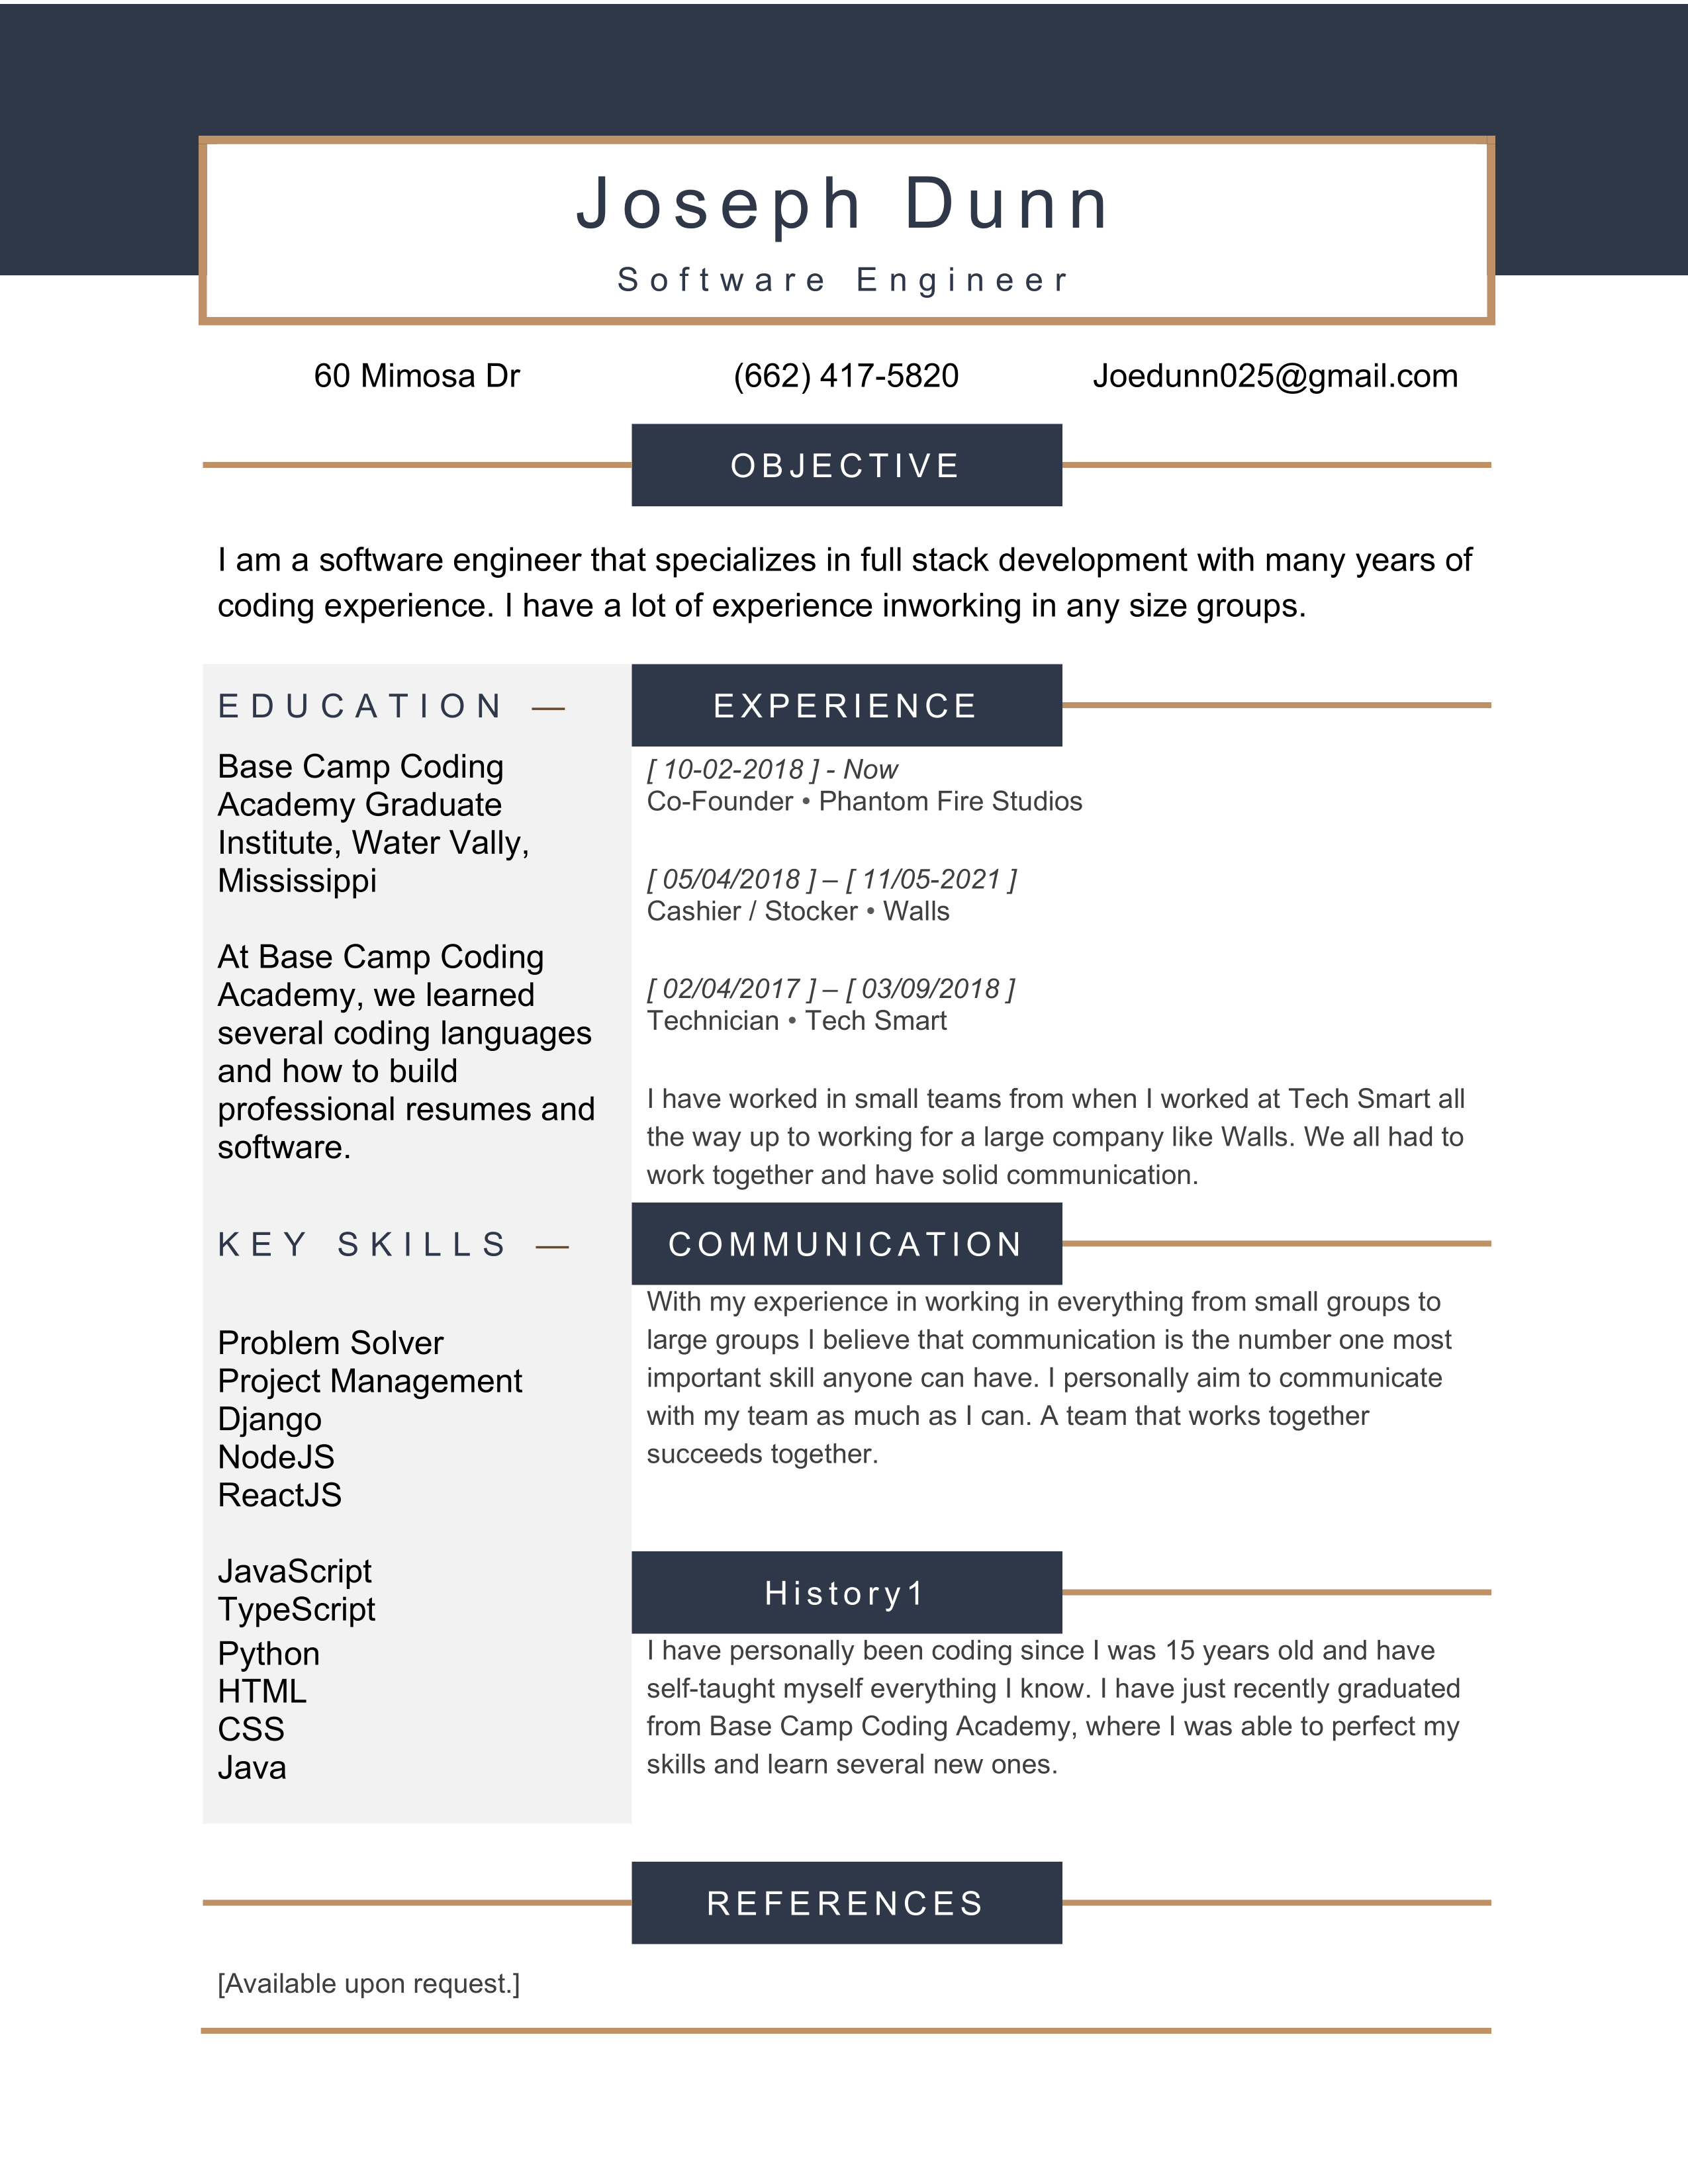 Joseph Dunn
Software Engineer
60 Mimosa Dr (662) 417-5820 Joedunn025@gmail.com
OBJECTIVE
I am a software engineer that specializes in full stack development with many years of
coding experience. I have a lot of experience inworking in any size groups.
EDUCATION —
Base Camp Coding
Academy Graduate
Institute, Water Vally,
Mississippi
At Base Camp Coding
Academy, we learned
several coding languages
and how to build
professional resumes and
software.
KEY SKILLS —
Problem Solver
Project Management
Django
NodeJS
ReactJS
JavaScript
TypeScript
Python
HTML
CSS
Java
EXPERIENCE
[ 10-02-2018 ] - Now
Co-Founder • Phantom Fire Studios
[ 05/04/2018 ] – [ 11/05-2021 ]
Cashier / Stocker • Walls
[ 02/04/2017 ] – [ 03/09/2018 ]
Technician • Tech Smart
I have worked in small teams from when I worked at Tech Smart all
the way up to working for a large company like Walls. We all had to
work together and have solid communication.
COMMUNICATION
With my experience in working in everything from small groups to
large groups I believe that communication is the number one most
important skill anyone can have. I personally aim to communicate
with my team as much as I can. A team that works together
succeeds together.
History1
I have personally been coding since I was 15 years old and have
self-taught myself everything I know. I have just recently graduated
from Base Camp Coding Academy, where I was able to perfect my
skills and learn several new ones.
REFERENCES
[Available upon request.]